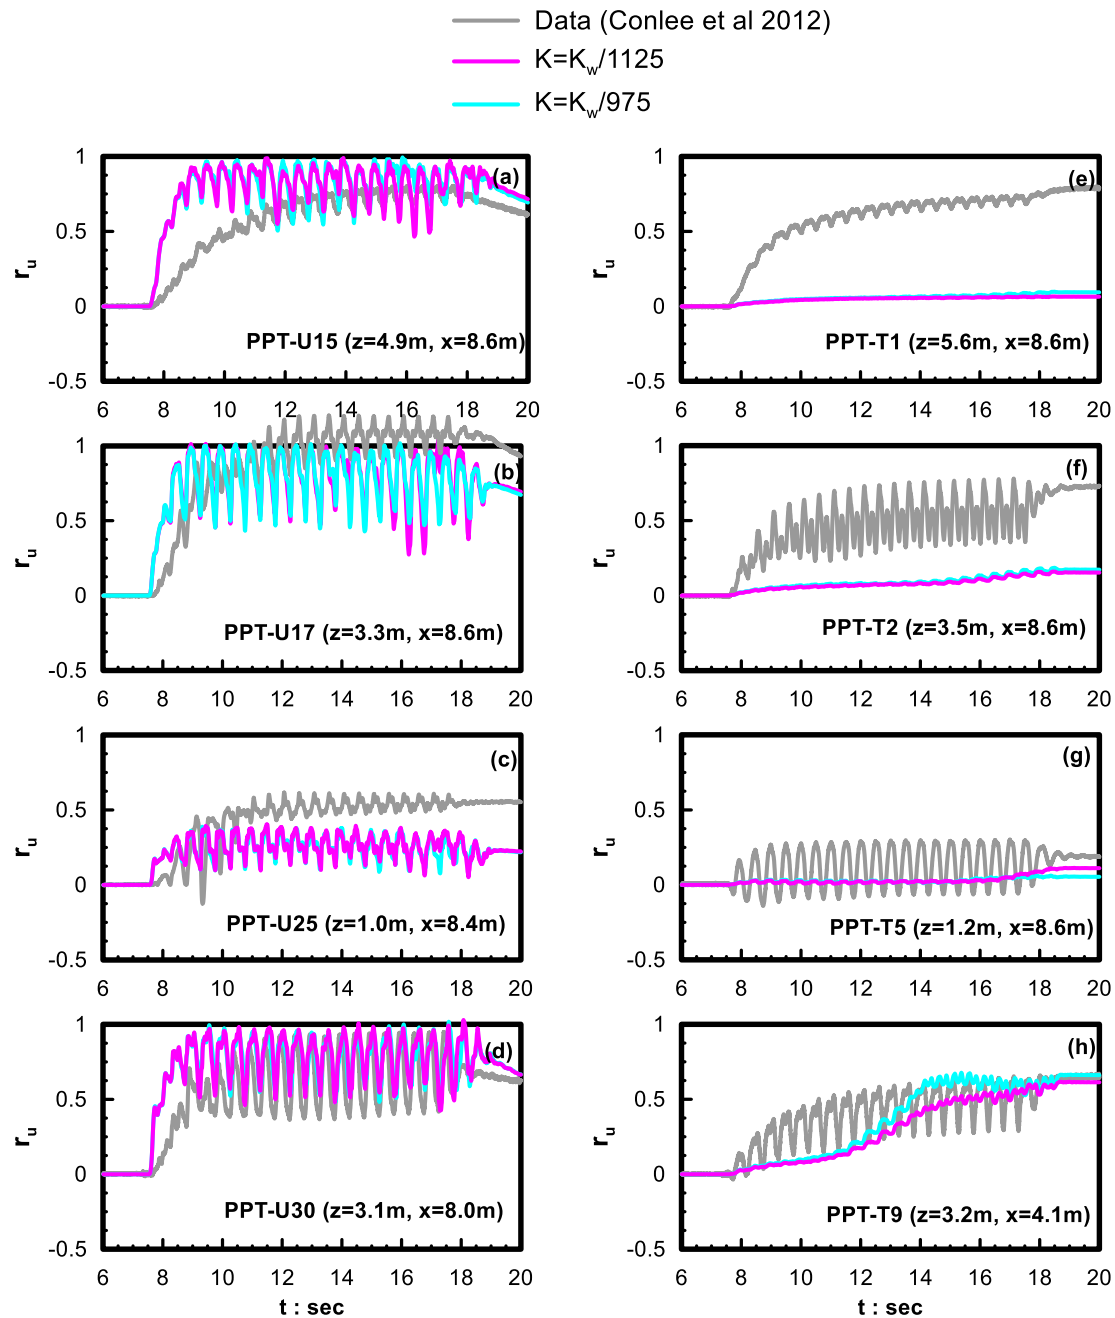 Data (Conlee et al 2012)
K=Kw/1125
K=Kw/975
1
0.5
0
-0.5
ru
(a)
PPT-U15 (z=4.9m, x=8.6m)
6 8 10 12 14 16 18 20
1
0.5
0
-0.5
ru
(e)
PPT-T1 (z=5.6m, x=8.6m)
6 8 10 12 14 16 18 20
1
0.5
0
-0.5
ru
(b)
PPT-U17 (z=3.3m, x=8.6m)
6 8 10 12 14 16 18 20
1
0.5
0
-0.5
ru
(f)
PPT-T2 (z=3.5m, x=8.6m)
6 8 10 12 14 16 18 20
1
0.5
0
-0.5
ru
(c)
PPT-U25 (z=1.0m, x=8.4m)
6 8 10 12 14 16 18 20
1
0.5
0
-0.5
ru
(g)
PPT-T5 (z=1.2m, x=8.6m)
6 8 10 12 14 16 18 20
1
0.5
0
-0.5
ru
(d)
PPT-U30 (z=3.1m, x=8.0m)
6 8 10 12 14 16 18 20
t : sec
1
0.5
0
-0.5
ru
(h)
PPT-T9 (z=3.2m, x=4.1m)
6 8 10 12 14 16 18 20
t : sec